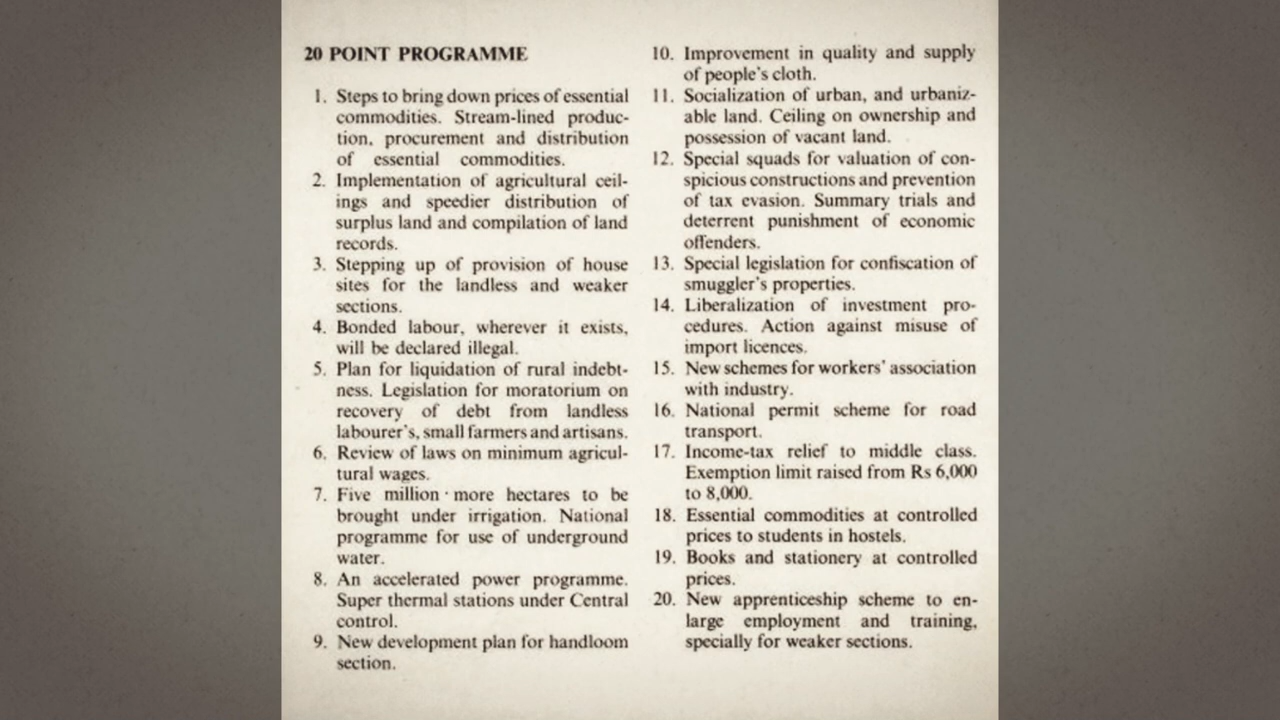 20 POINT PROGRAMME
1. Steps to bring down prices of essential
commodities. Stream-lined produc-
tion, procurement and distribution
of essential commodities.
2. Implementation of agricultural ceil-
ings and speedier distribution of
surplus land and compilation of land
records.
3. Stepping up of provision of house
sites for the landless and weaker
sections.
4. Bonded labour, wherever it exists,
will be declared illegal.
5. Plan for liquidation of rural indebt-
ness. Legislation for moratorium on
recovery of debt from landless
labourer's, small farmers and artisans.
6. Review of laws on minimum agricul-
tural wages.
7. Five million more hectares to be
brought under irrigation. National
programme for use of underground
water.
8. An accelerated power programme.
Super thermal stations under Central
control.
9. New development plan for handloom
section.
10. Improvement in quality and supply
of people's cloth.
11. Socialization of urban, and urbaniz-
able land. Ceiling on ownership and
possession of vacant land.
12. Special squads for valuation of con-
spicious constructions and prevention
of tax evasion. Summary trials and
deterrent punishment of economic
offenders.
13. Special legislation for confiscation of
smuggler's properties.
14. Liberalization of investment pro-
cedures. Action against misuse of
import licences.
15. New schemes for workers' association
with industry.
16. National permit scheme for road
transport.
17. Income-tax relief to middle class.
Exemption limit raised from Rs 6,000
to 8,000.
18. Essential commodities at controlled
prices to students in hostels.
19. Books and stationery at controlled
prices.
20. New apprenticeship scheme to en-
large employment and training,
specially for weaker sections.